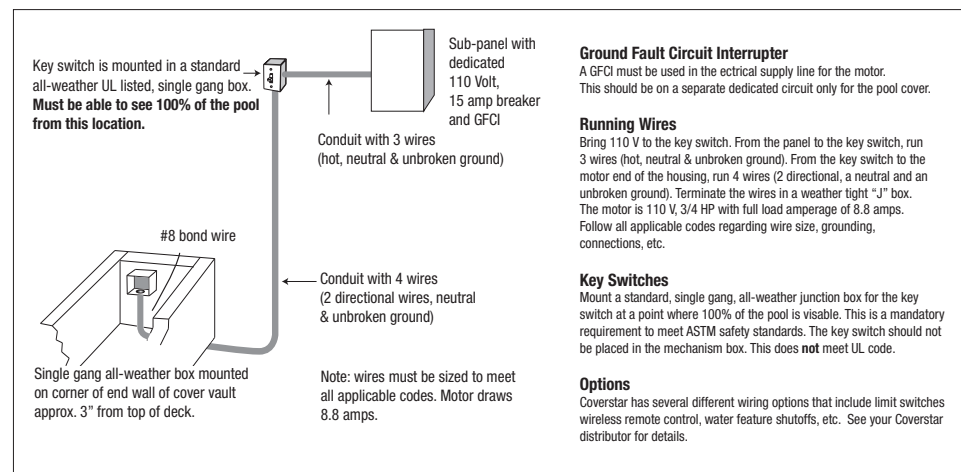 Key switch is mounted in a standard
all-weather UL listed, single gang box.
Must be able to see 100% of the pool
from this location.
Sub-panel with
dedicated
110 Volt,
15 amp breaker
and GFCI
Conduit with 3 wires
(hot, neutral & unbroken ground)
#8 bond wire
Conduit with 4 wires
(2 directional wires, neutral
& unbroken ground)
Single gang all-weather box mounted
on corner of end wall of cover vault
approx. 3” from top of deck.
Note: wires must be sized to meet
all applicable codes. Motor draws
8.8 amps.
Ground Fault Circuit Interrupter
A GFCI must be used in the ectrical supply line for the motor.
This should be on a separate dedicated circuit only for the pool cover.
Running Wires
Bring 110 V to the key switch. From the panel to the key switch, run
3 wires (hot, neutral & unbroken ground). From the key switch to the
motor end of the housing, run 4 wires (2 directional, a neutral and an
unbroken ground). Terminate the wires in a weather tight “J” box.
The motor is 110 V, 3/4 HP with full load amperage of 8.8 amps.
Follow all applicable codes regarding wire size, grounding,
connections, etc.
Key Switches
Mount a standard, single gang, all-weather junction box for the key
switch at a point where 100% of the pool is visable. This is a mandatory
requirement to meet ASTM safety standards. The key switch should not
be placed in the mechanism box. This does not meet UL code.
Options
Coverstar has several different wiring options that include limit switches
wireless remote control, water feature shutoffs, etc. See your Coverstar
distributor for details.